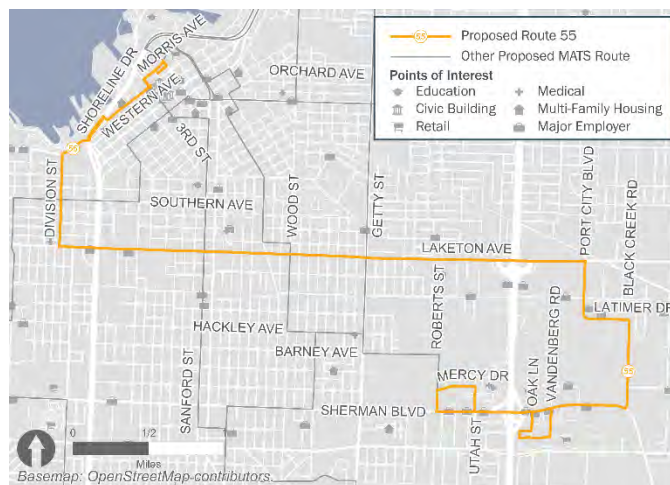 55 Proposed Route 55
Other Proposed MATS Route
Points of Interest
Education
Medical
Civic Building
Multi-Family Housing
Retail
Major Employer
SHORELINE DR
MORRIS AVE
WESTERN AVE
ORCHARD AVE
3RD ST
55
DIVISION ST
SOUTHERN AVE
WOOD ST
GETTY ST
LAKETON AVE
PORT CITY BLVD
BLACK CREEK RD
ROBERTS ST
VANDENBERG RD
LATIMER DR
HACKLEY AVE
BARNEY AVE
SANFORD ST
MERCY DR
OAK LN
55
SHERMAN BLVD
UTAH ST
0 1/2
Miles
Basemap: OpenStreetMap contributors.